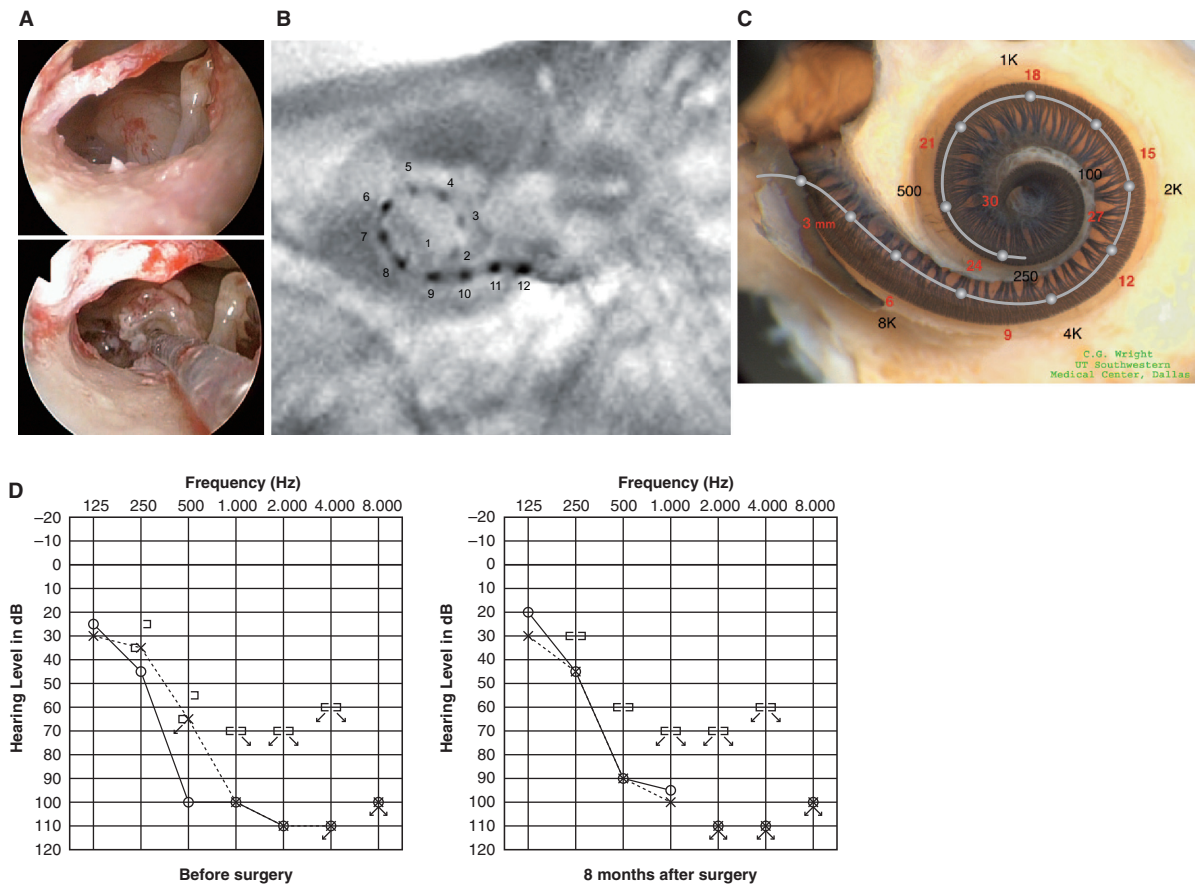 A
B
C
5
4
6
3
7
1
2
8
9
10
11
12
1K
18
21
15
500
100
2K
30
27
3 mm
24
250
12
6
8K
9
4K
C.G. Wright
UT Southwestern
Medical Center, Dallas
D
Frequency (Hz)
125 250 500 1.000 2.000 4.000 8.000
Hearing Level in dB
–20
–10
0
10
20
30
40
50
60
70
80
90
100
110
120
Before surgery
Frequency (Hz)
125 250 500 1.000 2.000 4.000 8.000
Hearing Level in dB
–20
–10
0
10
20
30
40
50
60
70
80
90
100
110
120
8 months after surgery